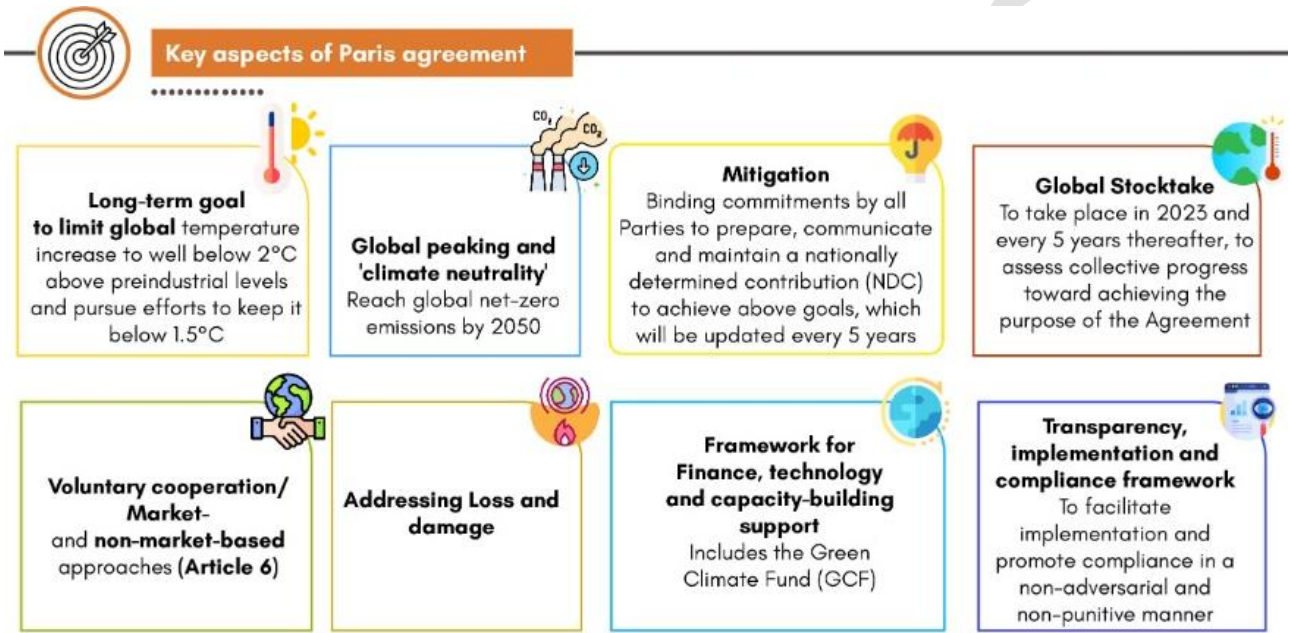 Key aspects of Paris agreement
Long-term goal
to limit global temperature
increase to well below 2°C
above preindustrial levels
and pursue efforts to keep it
below 1.5°C
CO₂
CO₂
Global peaking and
'climate neutrality'
Reach global net-zero
emissions by 2050
Mitigation
Binding commitments by all
Parties to prepare, communicate
and maintain a nationally
determined contribution (NDC)
to achieve above goals, which
will be updated every 5 years
Global Stocktake
To take place in 2023 and
every 5 years thereafter, to
assess collective progress
toward achieving the
purpose of the Agreement
Voluntary cooperation/
Market-
and non-market-based
approaches (Article 6)
Addressing Loss and
damage
Framework for
Finance, technology
and capacity-building
support
Includes the Green
Climate Fund (GCF)
Transparency,
implementation and
compliance framework
To facilitate
implementation and
promote compliance in a
non-adversarial and
non-punitive manner